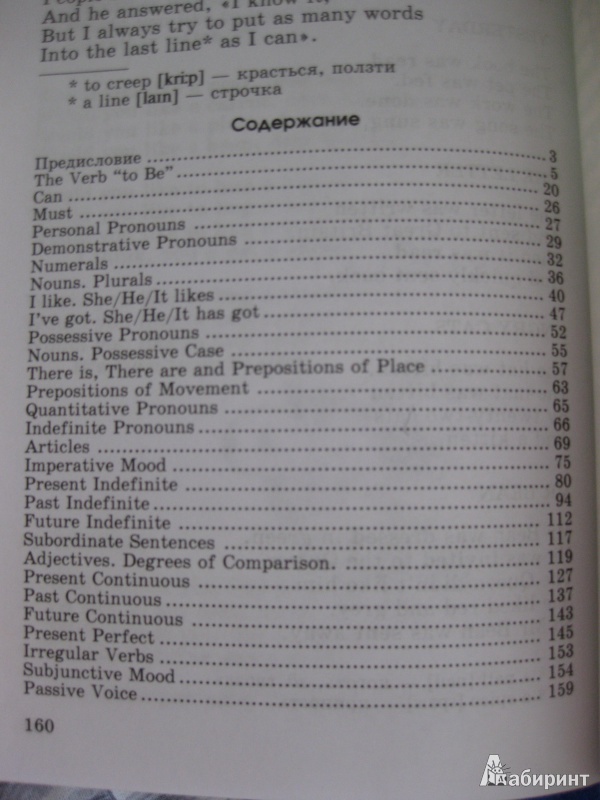 And he answered, «I know it,
But I always try to put as many words
Into the last line* as I can».
* to creep [kri:p] — красться, ползти
* a line [laın] — строчка
Содержание
Предисловие 3
The Verb “to Be” 5
Can 20
Must 26
Personal Pronouns 27
Demonstrative Pronouns 29
Numerals 32
Nouns. Plurals 36
I like. She/He/It likes 40
I've got. She/He/It has got 47
Possessive Pronouns 52
Nouns. Possessive Case 55
There is, There are and Prepositions of Place 57
Prepositions of Movement 63
Quantitative Pronouns 65
Indefinite Pronouns 66
Articles 69
Imperative Mood 75
Present Indefinite 80
Past Indefinite 94
Future Indefinite 112
Subordinate Sentences 117
Adjectives. Degrees of Comparison. 119
Present Continuous 127
Past Continuous 137
Future Continuous 143
Present Perfect 145
Irregular Verbs 153
Subjunctive Mood 154
Passive Voice 159
160
Лабиринт